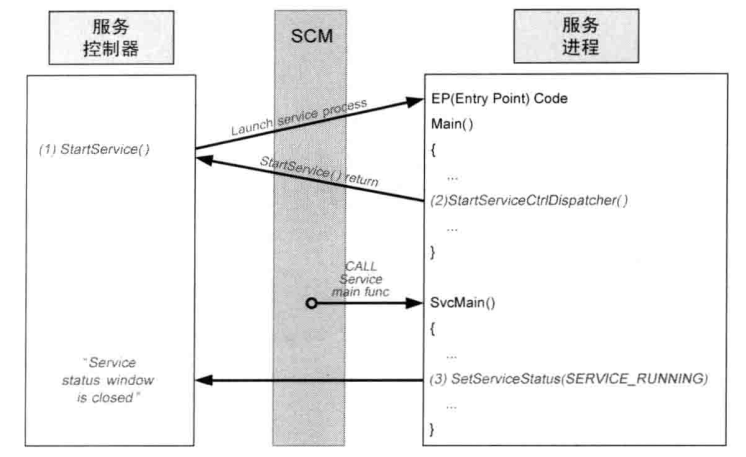 服务
控制器
SCM
服务
进程
EP(Entry Point) Code
Launch service process
Main()
(1) StartService()
{
StartService() return
...
(2)StartServiceCtrlDispatcher()
...
}
CALL
Service
main func
SvcMain()
{
...
"Service
status window
is closed"
(3) SetServiceStatus(SERVICE_RUNNING)
...
}